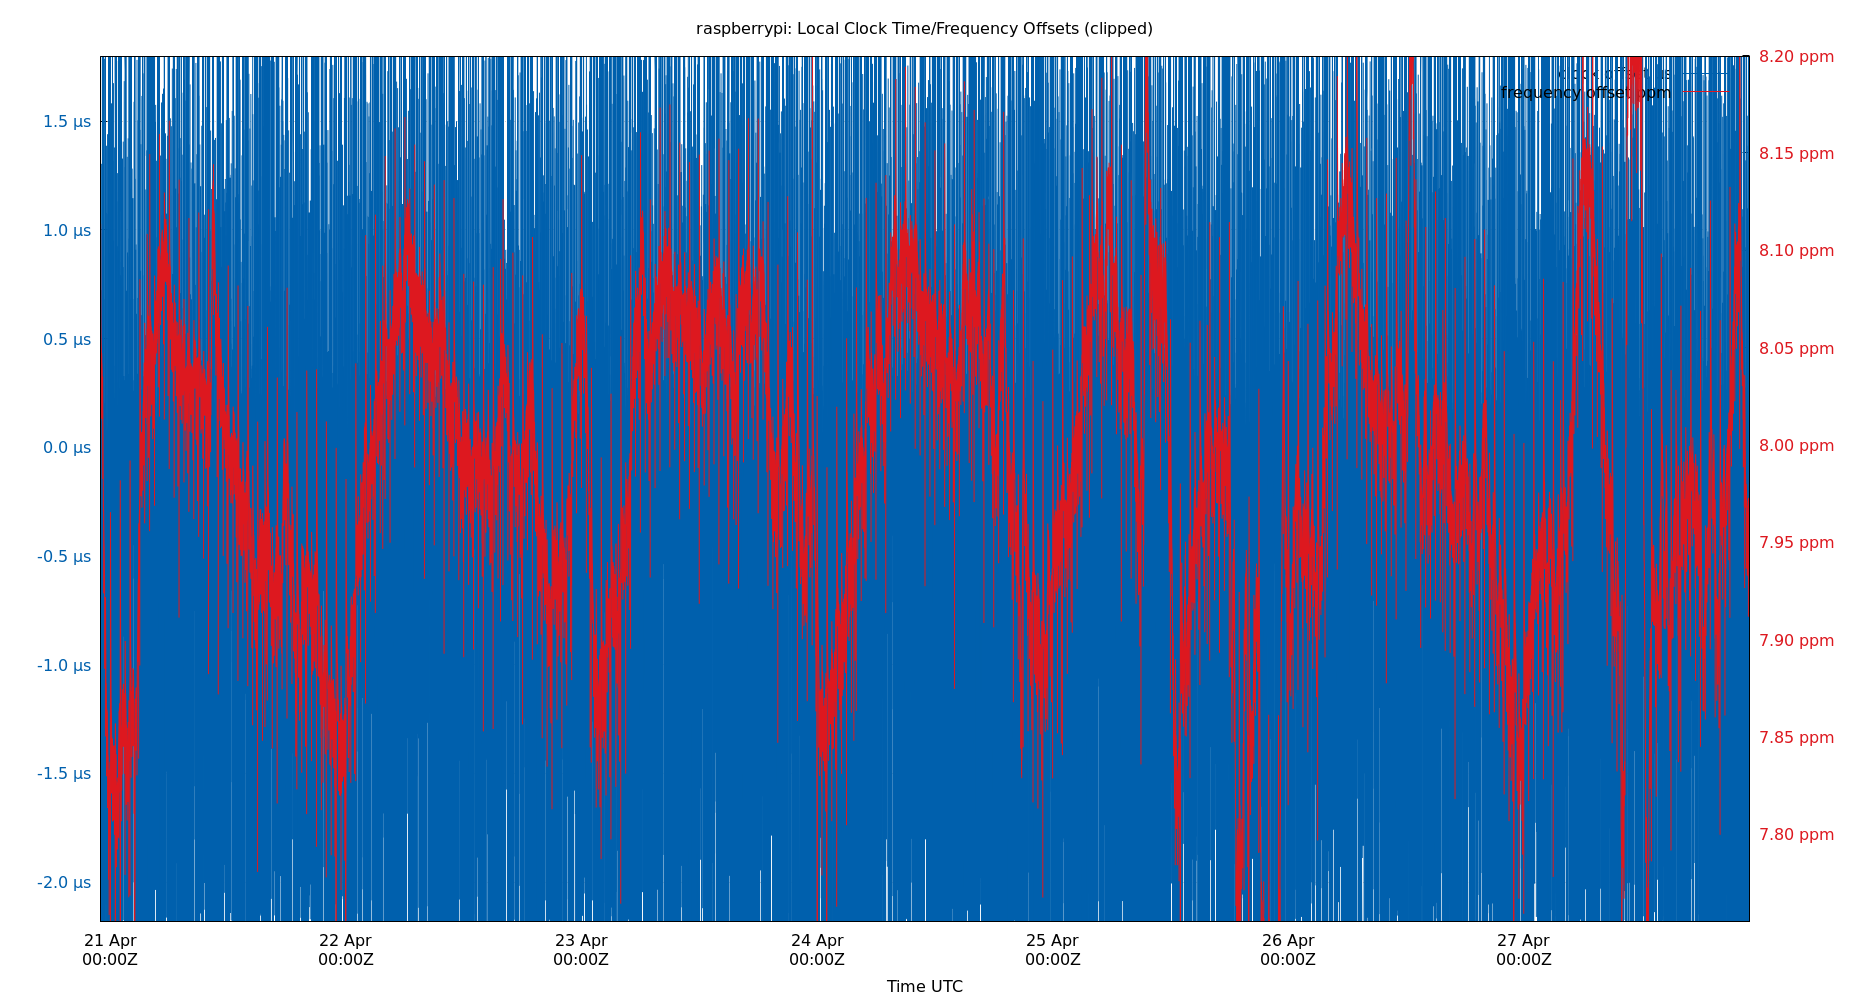 raspberrypi: Local Clock Time/Frequency Offsets (clipped)
8.20 ppm
clock offset µs
frequency offset ppm
1.5 µs
8.15 ppm
1.0 µs
8.10 ppm
0.5 µs
8.05 ppm
0.0 µs
8.00 ppm
-0.5 µs
7.95 ppm
-1.0 µs
7.90 ppm
-1.5 µs
7.85 ppm
-2.0 µs
7.80 ppm
21 Apr 22 Apr 23 Apr 24 Apr 25 Apr 26 Apr 27 Apr
00:00Z 00:00Z 00:00Z 00:00Z 00:00Z 00:00Z 00:00Z
Time UTC